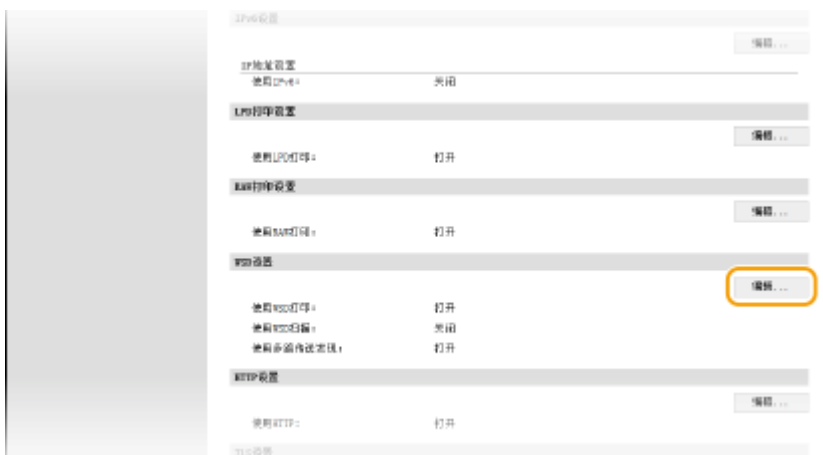 IPv6设置
编辑...
IP地址设置
使用IPv6: 关闭
LPD打印设置
编辑...
使用LPD打印: 打开
RAW打印设置
编辑...
使用RAW打印: 打开
WSD设置
编辑...
使用WSD打印: 打开
使用WSD扫描: 关闭
使用多路传送发现: 打开
HTTP设置
编辑...
使用HTTP: 打开
TLS设置